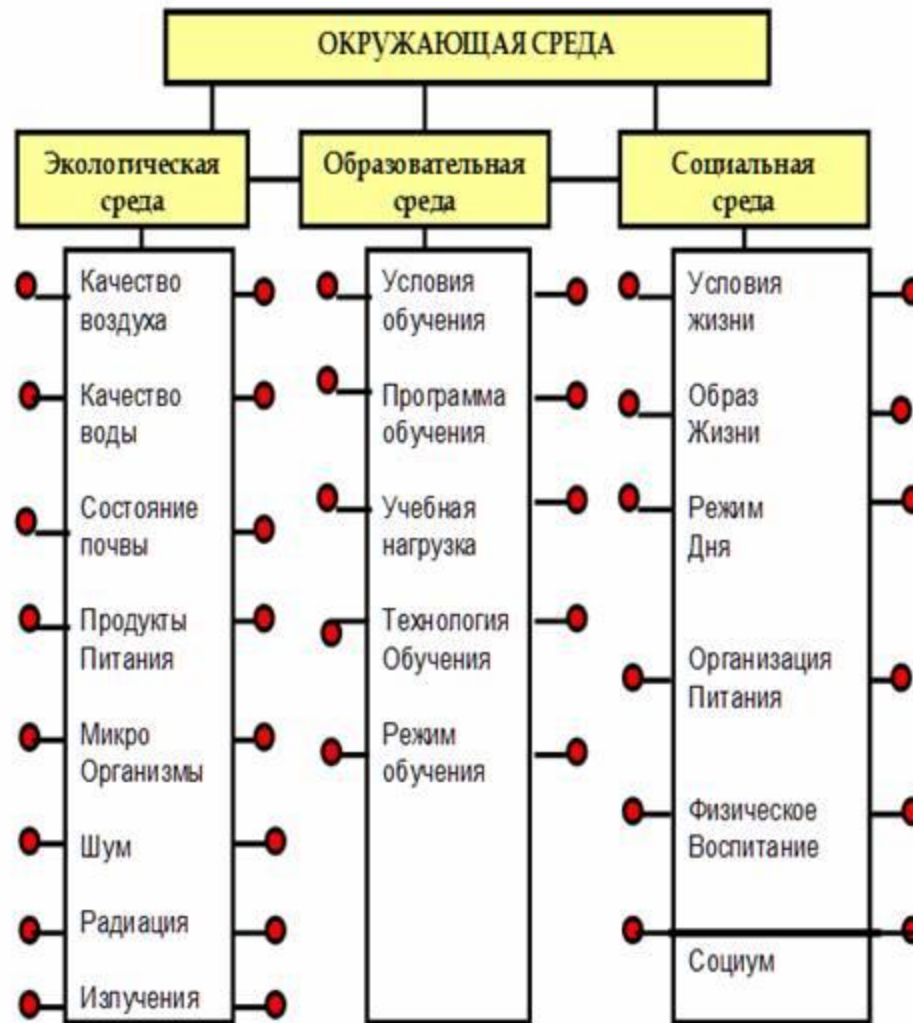 ОКРУЖАЮЩАЯ СРЕДА
Экологическая
среда
Качество
воздуха
Качество
воды
Состояние
почвы
Продукты
Питания
Микро
Организмы
Шум
Радиация
Излучения
Образовательная
среда
Условия
обучения
Программа
обучения
Учебная
нагрузка
Технология
Обучения
Режим
обучения
Социальная
среда
Условия
жизни
Образ
Жизни
Режим
Дня
Организация
Питания
Физическое
Воспитание
Социум